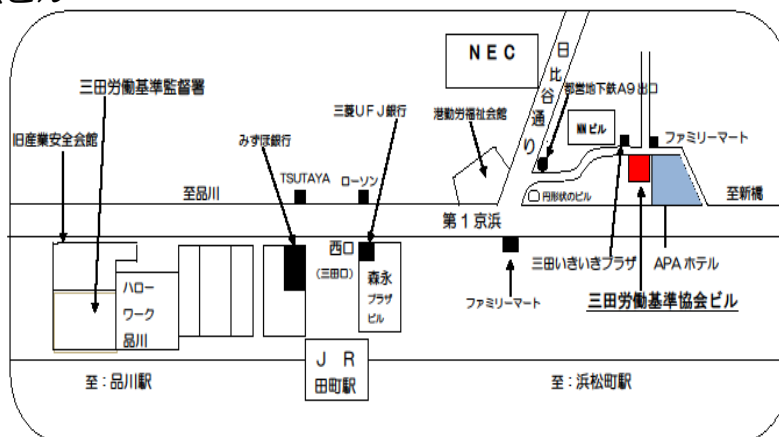 ビル
NEC
日比谷通り
三田労働基準監督署
都営地下鉄A9出口
三菱UFJ銀行
港勤労福祉会館
NNビル
旧産業安全会館
みずほ銀行
ファミリーマート
TSUTAYA
ローソン
至品川
円形状のビル
至新橋
第1京浜
西口
(三田口)
三田いきいきプラザ
APAホテル
森永
プラザ
ビル
ハロー
ワーク
品川
ファミリーマート
三田労働基準協会ビル
JR
田町駅
至:品川駅
至:浜松町駅